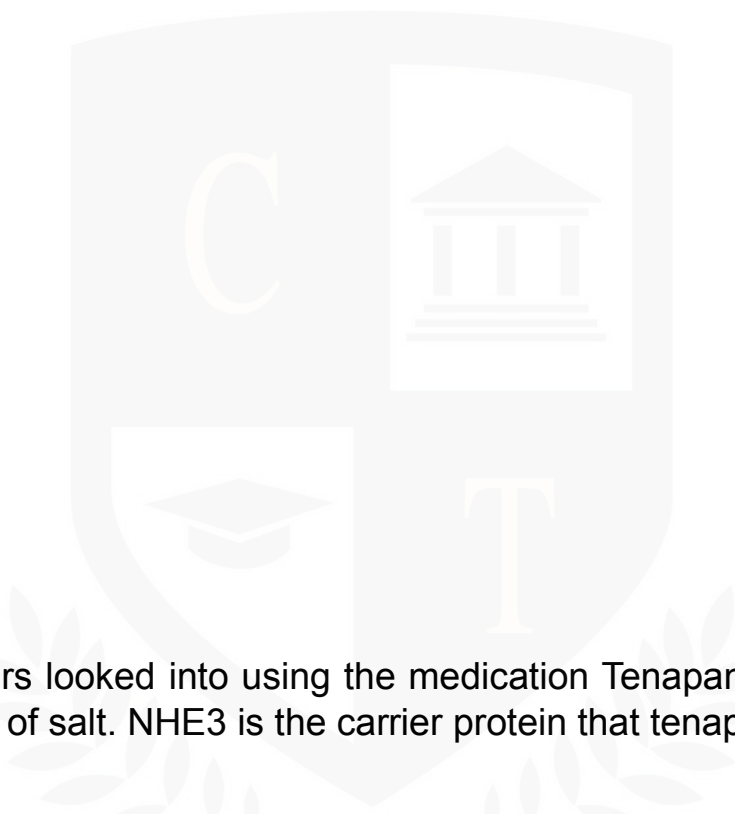 C
T
rs looked into using the medication Tenapar
of salt. NHE3 is the carrier protein that tenap